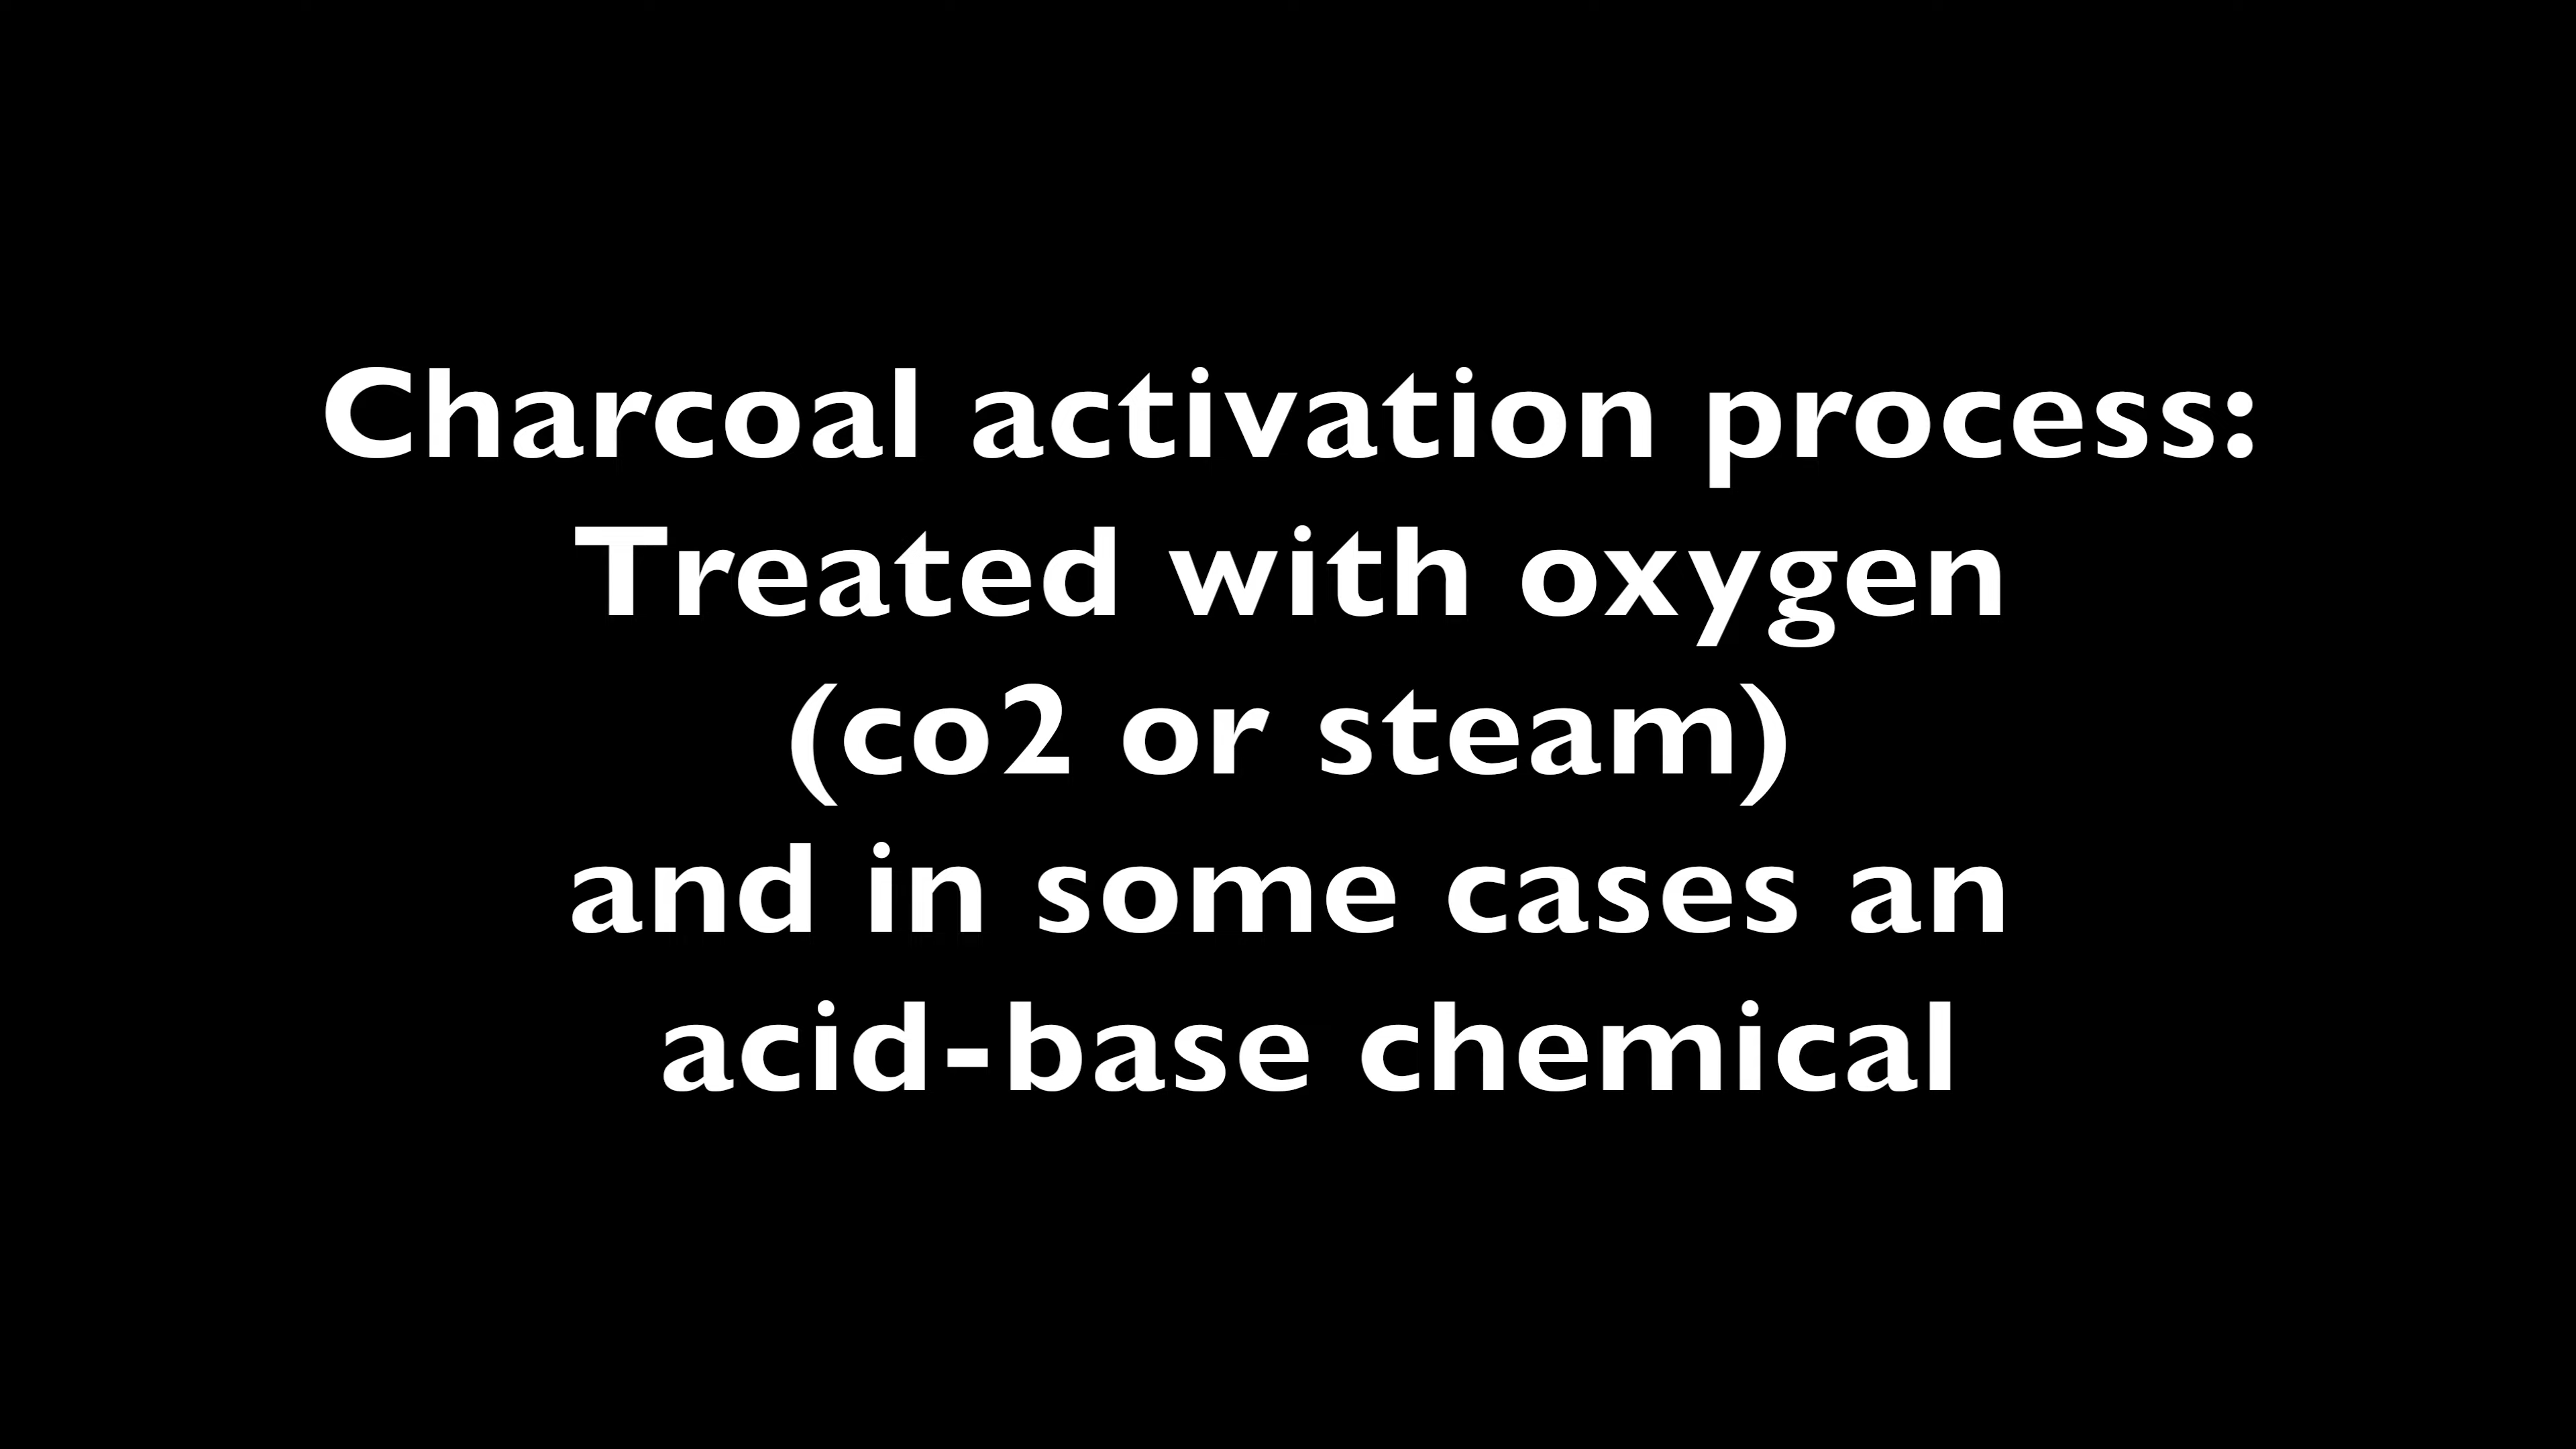 Charcoal activation process:
Treated with oxygen
(co2 or steam)
and in some cases an
acid-base chemical